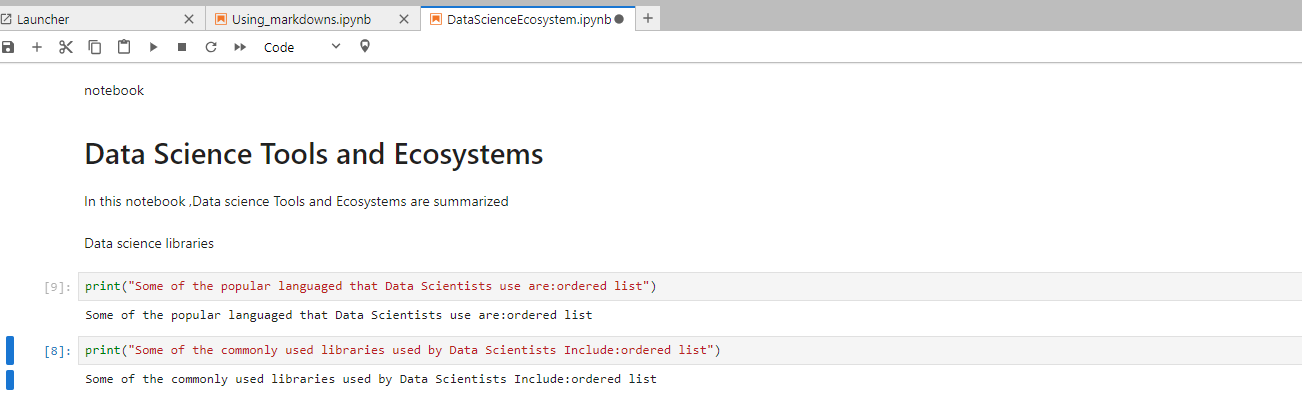 Launcher
Using_markdowns.ipynb
DataScienceEcosystem.ipynb
Code
notebook
Data Science Tools and Ecosystems
In this notebook ,Data science Tools and Ecosystems are summarized
Data science libraries
[9]: print("Some of the popular languaged that Data Scientists use are:ordered list")
Some of the popular languaged that Data Scientists use are:ordered list
[8]: print("Some of the commonly used libraries used by Data Scientists Include:ordered list")
Some of the commonly used libraries used by Data Scientists Include:ordered list